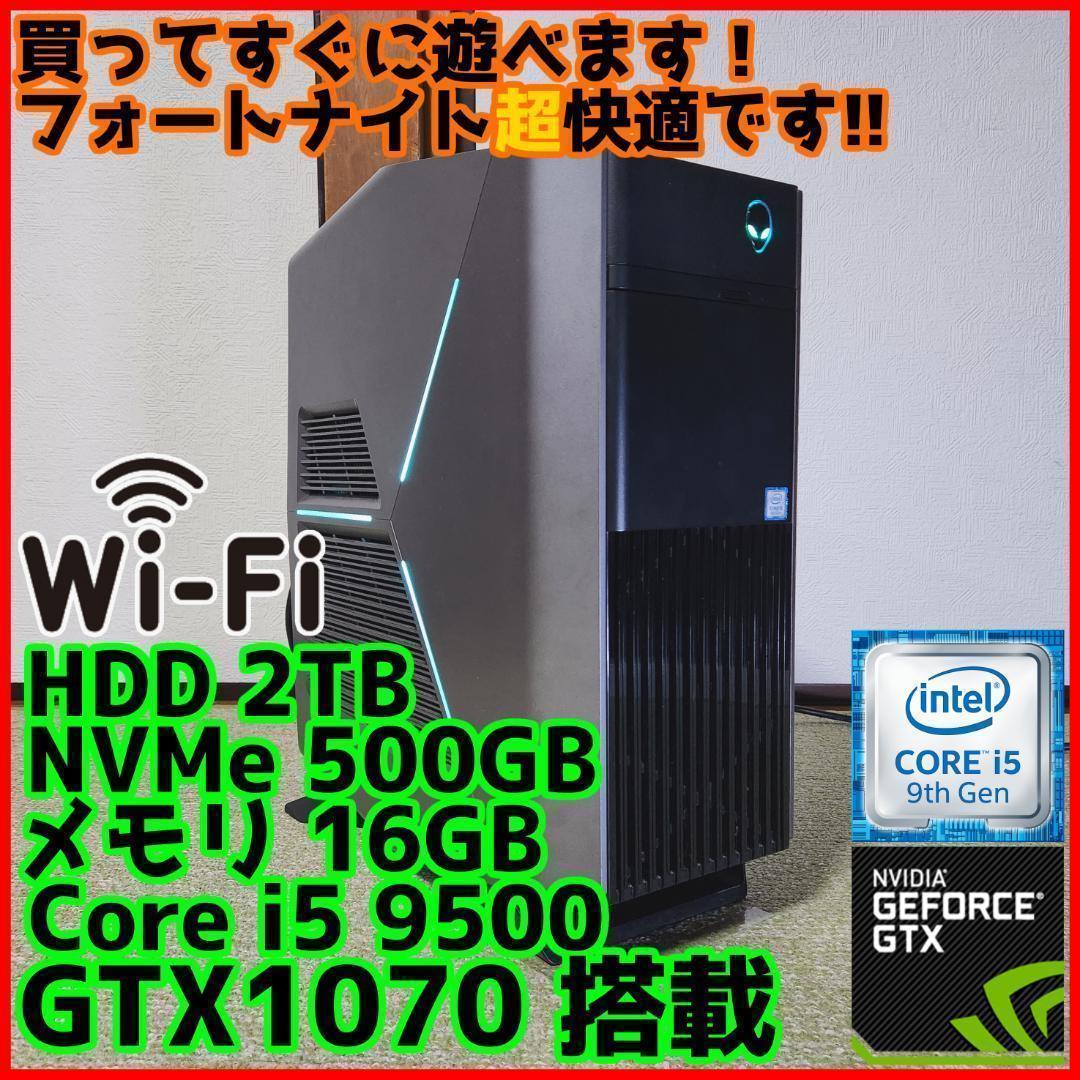 買ってすぐに遊べます！
フォートナイト超快適です!!
Wi-Fi
HDD 2TB
NVMe 500GB
メモリ 16GB
Core i5 9500
GTX1070 搭載
intel®
CORE™ i5
9th Gen
NVIDIA®
GEFORCE®
GTX